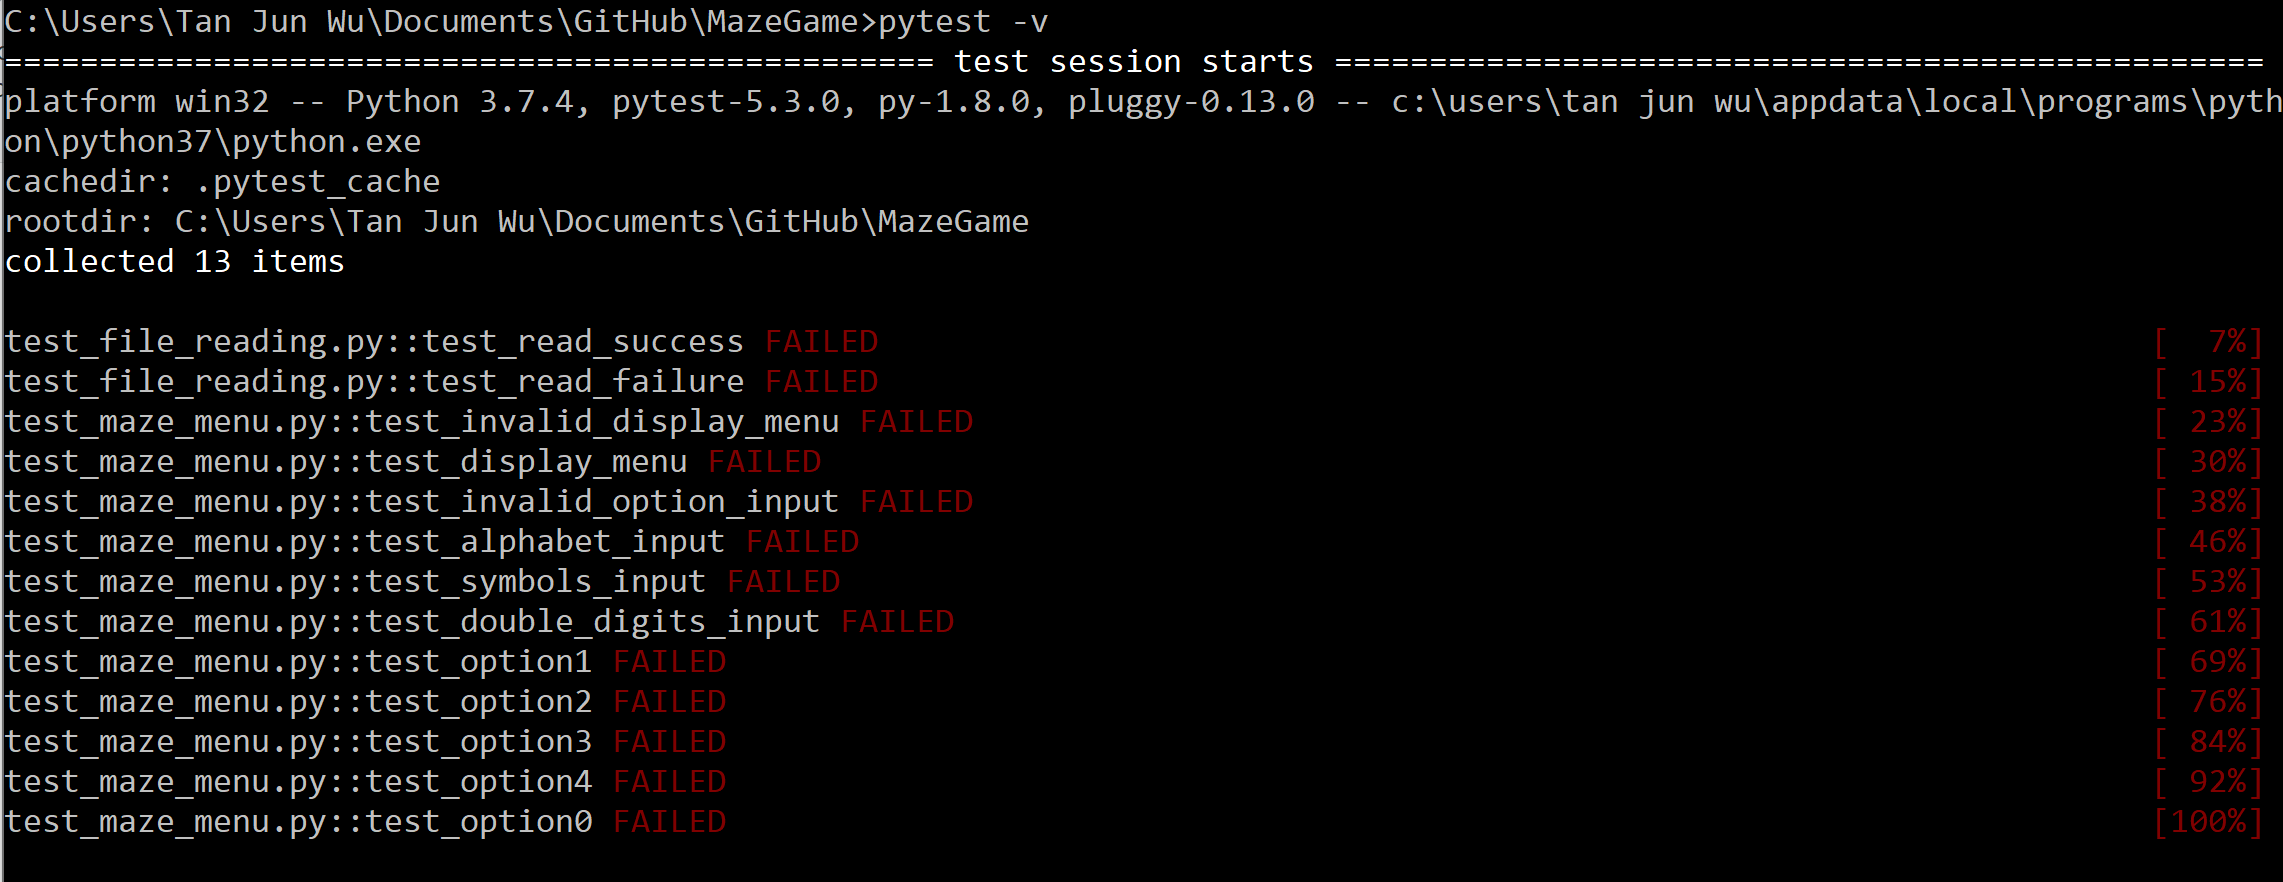 C:\Users\Tan Jun Wu\Documents\GitHub\MazeGame>pytest -v
================================================= test session starts =================================================
platform win32 -- Python 3.7.4, pytest-5.3.0, py-1.8.0, pluggy-0.13.0 -- c:\users\tan jun wu\appdata\local\programs\pyth
on\python37\python.exe
cachedir: .pytest_cache
rootdir: C:\Users\Tan Jun Wu\Documents\GitHub\MazeGame
collected 13 items
test_file_reading.py::test_read_success FAILED [  7%]
test_file_reading.py::test_read_failure FAILED [ 15%]
test_maze_menu.py::test_invalid_display_menu FAILED [ 23%]
test_maze_menu.py::test_display_menu FAILED [ 30%]
test_maze_menu.py::test_invalid_option_input FAILED [ 38%]
test_maze_menu.py::test_alphabet_input FAILED [ 46%]
test_maze_menu.py::test_symbols_input FAILED [ 53%]
test_maze_menu.py::test_double_digits_input FAILED [ 61%]
test_maze_menu.py::test_option1 FAILED [ 69%]
test_maze_menu.py::test_option2 FAILED [ 76%]
test_maze_menu.py::test_option3 FAILED [ 84%]
test_maze_menu.py::test_option4 FAILED [ 92%]
test_maze_menu.py::test_option0 FAILED [100%]